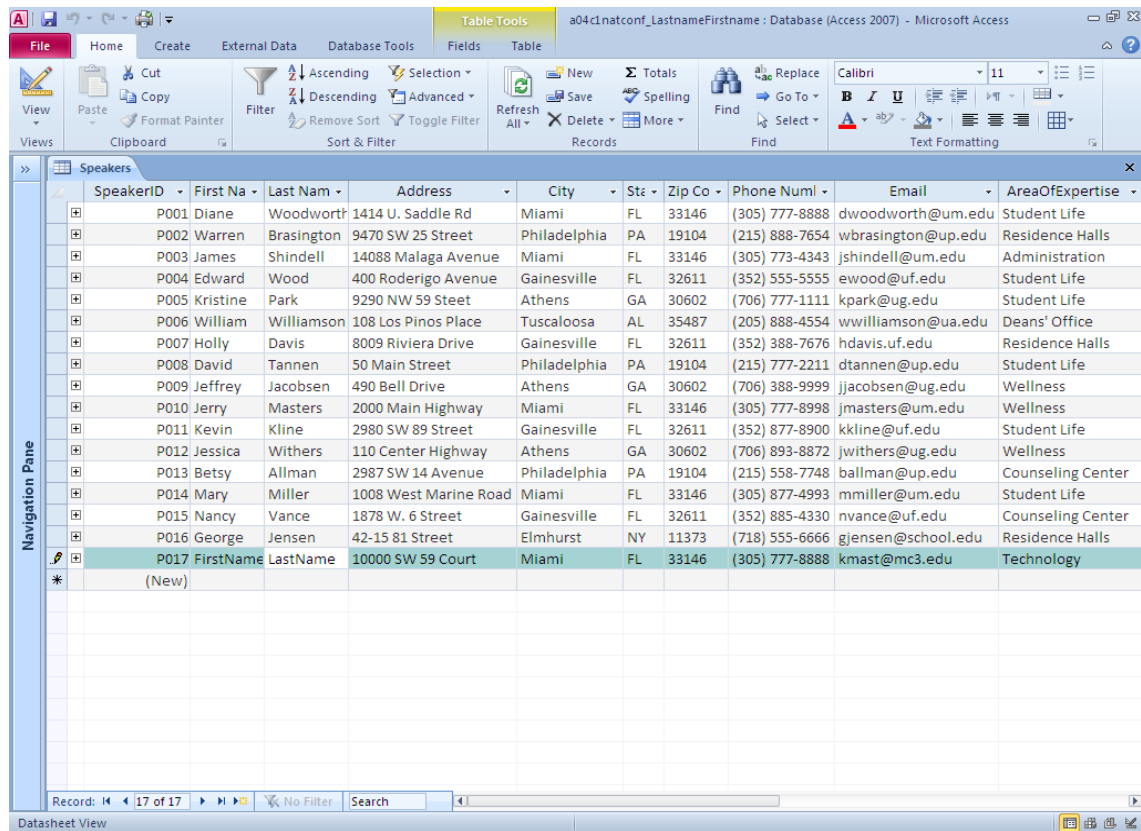 Table Tools
a04c1natconf_LastnameFirstname : Database (Access 2007) - Microsoft Access
File Home Create External Data Database Tools Fields Table
View Views
Paste Cut Copy Format Painter Clipboard
Filter Ascending Descending Remove Sort Selection Advanced Toggle Filter Sort & Filter
Refresh All New Save Delete Totals Spelling More Records
Find Replace Go To Select Find
Calibri 11 B I U A ab Text Formatting
Speakers
SpeakerID First Na Last Nam Address City Sta Zip Co Phone Numl Email AreaOfExpertise
P001 Diane Woodworth 1414 U. Saddle Rd Miami FL 33146 (305) 777-8888 dwoodworth@um.edu Student Life
P002 Warren Brasington 9470 SW 25 Street Philadelphia PA 19104 (215) 888-7654 wbrasington@up.edu Residence Halls
P003 James Shindell 14088 Malaga Avenue Miami FL 33146 (305) 773-4343 jshindell@um.edu Administration
P004 Edward Wood 400 Roderigo Avenue Gainesville FL 32611 (352) 555-5555 ewood@uf.edu Student Life
P005 Kristine Park 9290 NW 59 Steet Athens GA 30602 (706) 777-1111 kpark@ug.edu Student Life
P006 William Williamson 108 Los Pinos Place Tuscaloosa AL 35487 (205) 888-4554 wwilliamson@ua.edu Deans' Office
P007 Holly Davis 8009 Riviera Drive Gainesville FL 32611 (352) 388-7676 hdavis.uf.edu Residence Halls
P008 David Tannen 50 Main Street Philadelphia PA 19104 (215) 777-2211 dtannen@up.edu Student Life
P009 Jeffrey Jacobsen 490 Bell Drive Athens GA 30602 (706) 388-9999 jjacobsen@ug.edu Wellness
P010 Jerry Masters 2000 Main Highway Miami FL 33146 (305) 777-8998 jmasters@um.edu Wellness
P011 Kevin Kline 2980 SW 89 Street Gainesville FL 32611 (352) 877-8900 kkline@uf.edu Student Life
P012 Jessica Withers 110 Center Highway Athens GA 30602 (706) 893-8872 jwithers@ug.edu Wellness
P013 Betsy Allman 2987 SW 14 Avenue Philadelphia PA 19104 (215) 558-7748 ballman@up.edu Counseling Center
P014 Mary Miller 1008 West Marine Road Miami FL 33146 (305) 877-4993 mmiller@um.edu Student Life
P015 Nancy Vance 1878 W. 6 Street Gainesville FL 32611 (352) 885-4330 nvance@uf.edu Counseling Center
P016 George Jensen 42-15 81 Street Elmhurst NY 11373 (718) 555-6666 gjensen@school.edu Residence Halls
P017 FirstName LastName 10000 SW 59 Court Miami FL 33146 (305) 777-8888 kmast@mc3.edu Technology
(New)
Navigation Pane
Record: 17 of 17 No Filter Search
Datasheet View